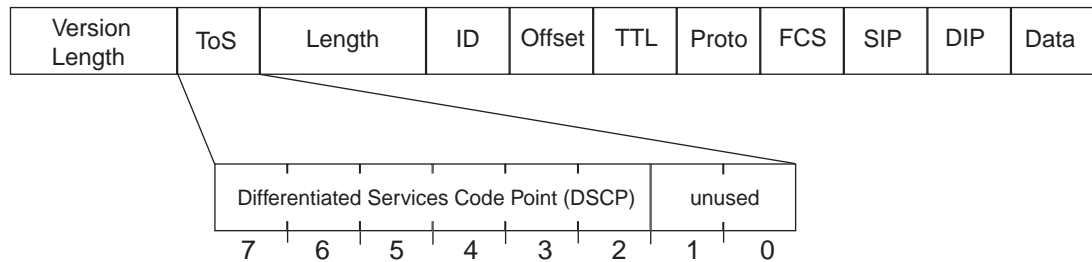 Version Length ToS Length ID Offset TTL Proto FCS SIP DIP Data
Differentiated Services Code Point (DSCP) unused
7 6 5 4 3 2 1 0